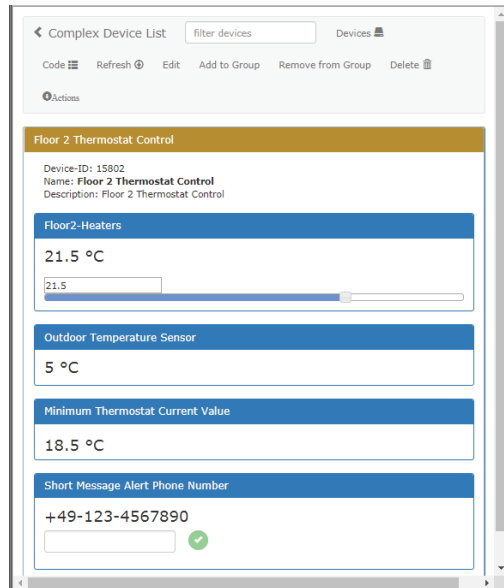 Complex Device List filter devices Devices
Code Refresh Edit Add to Group Remove from Group Delete
Actions
Floor 2 Thermostat Control
Device-ID: 15802
Name: Floor 2 Thermostat Control
Description: Floor 2 Thermostat Control
Floor2-Heaters
21.5 °C
21.5
Outdoor Temperature Sensor
5 °C
Minimum Thermostat Current Value
18.5 °C
Short Message Alert Phone Number
+49-123-4567890